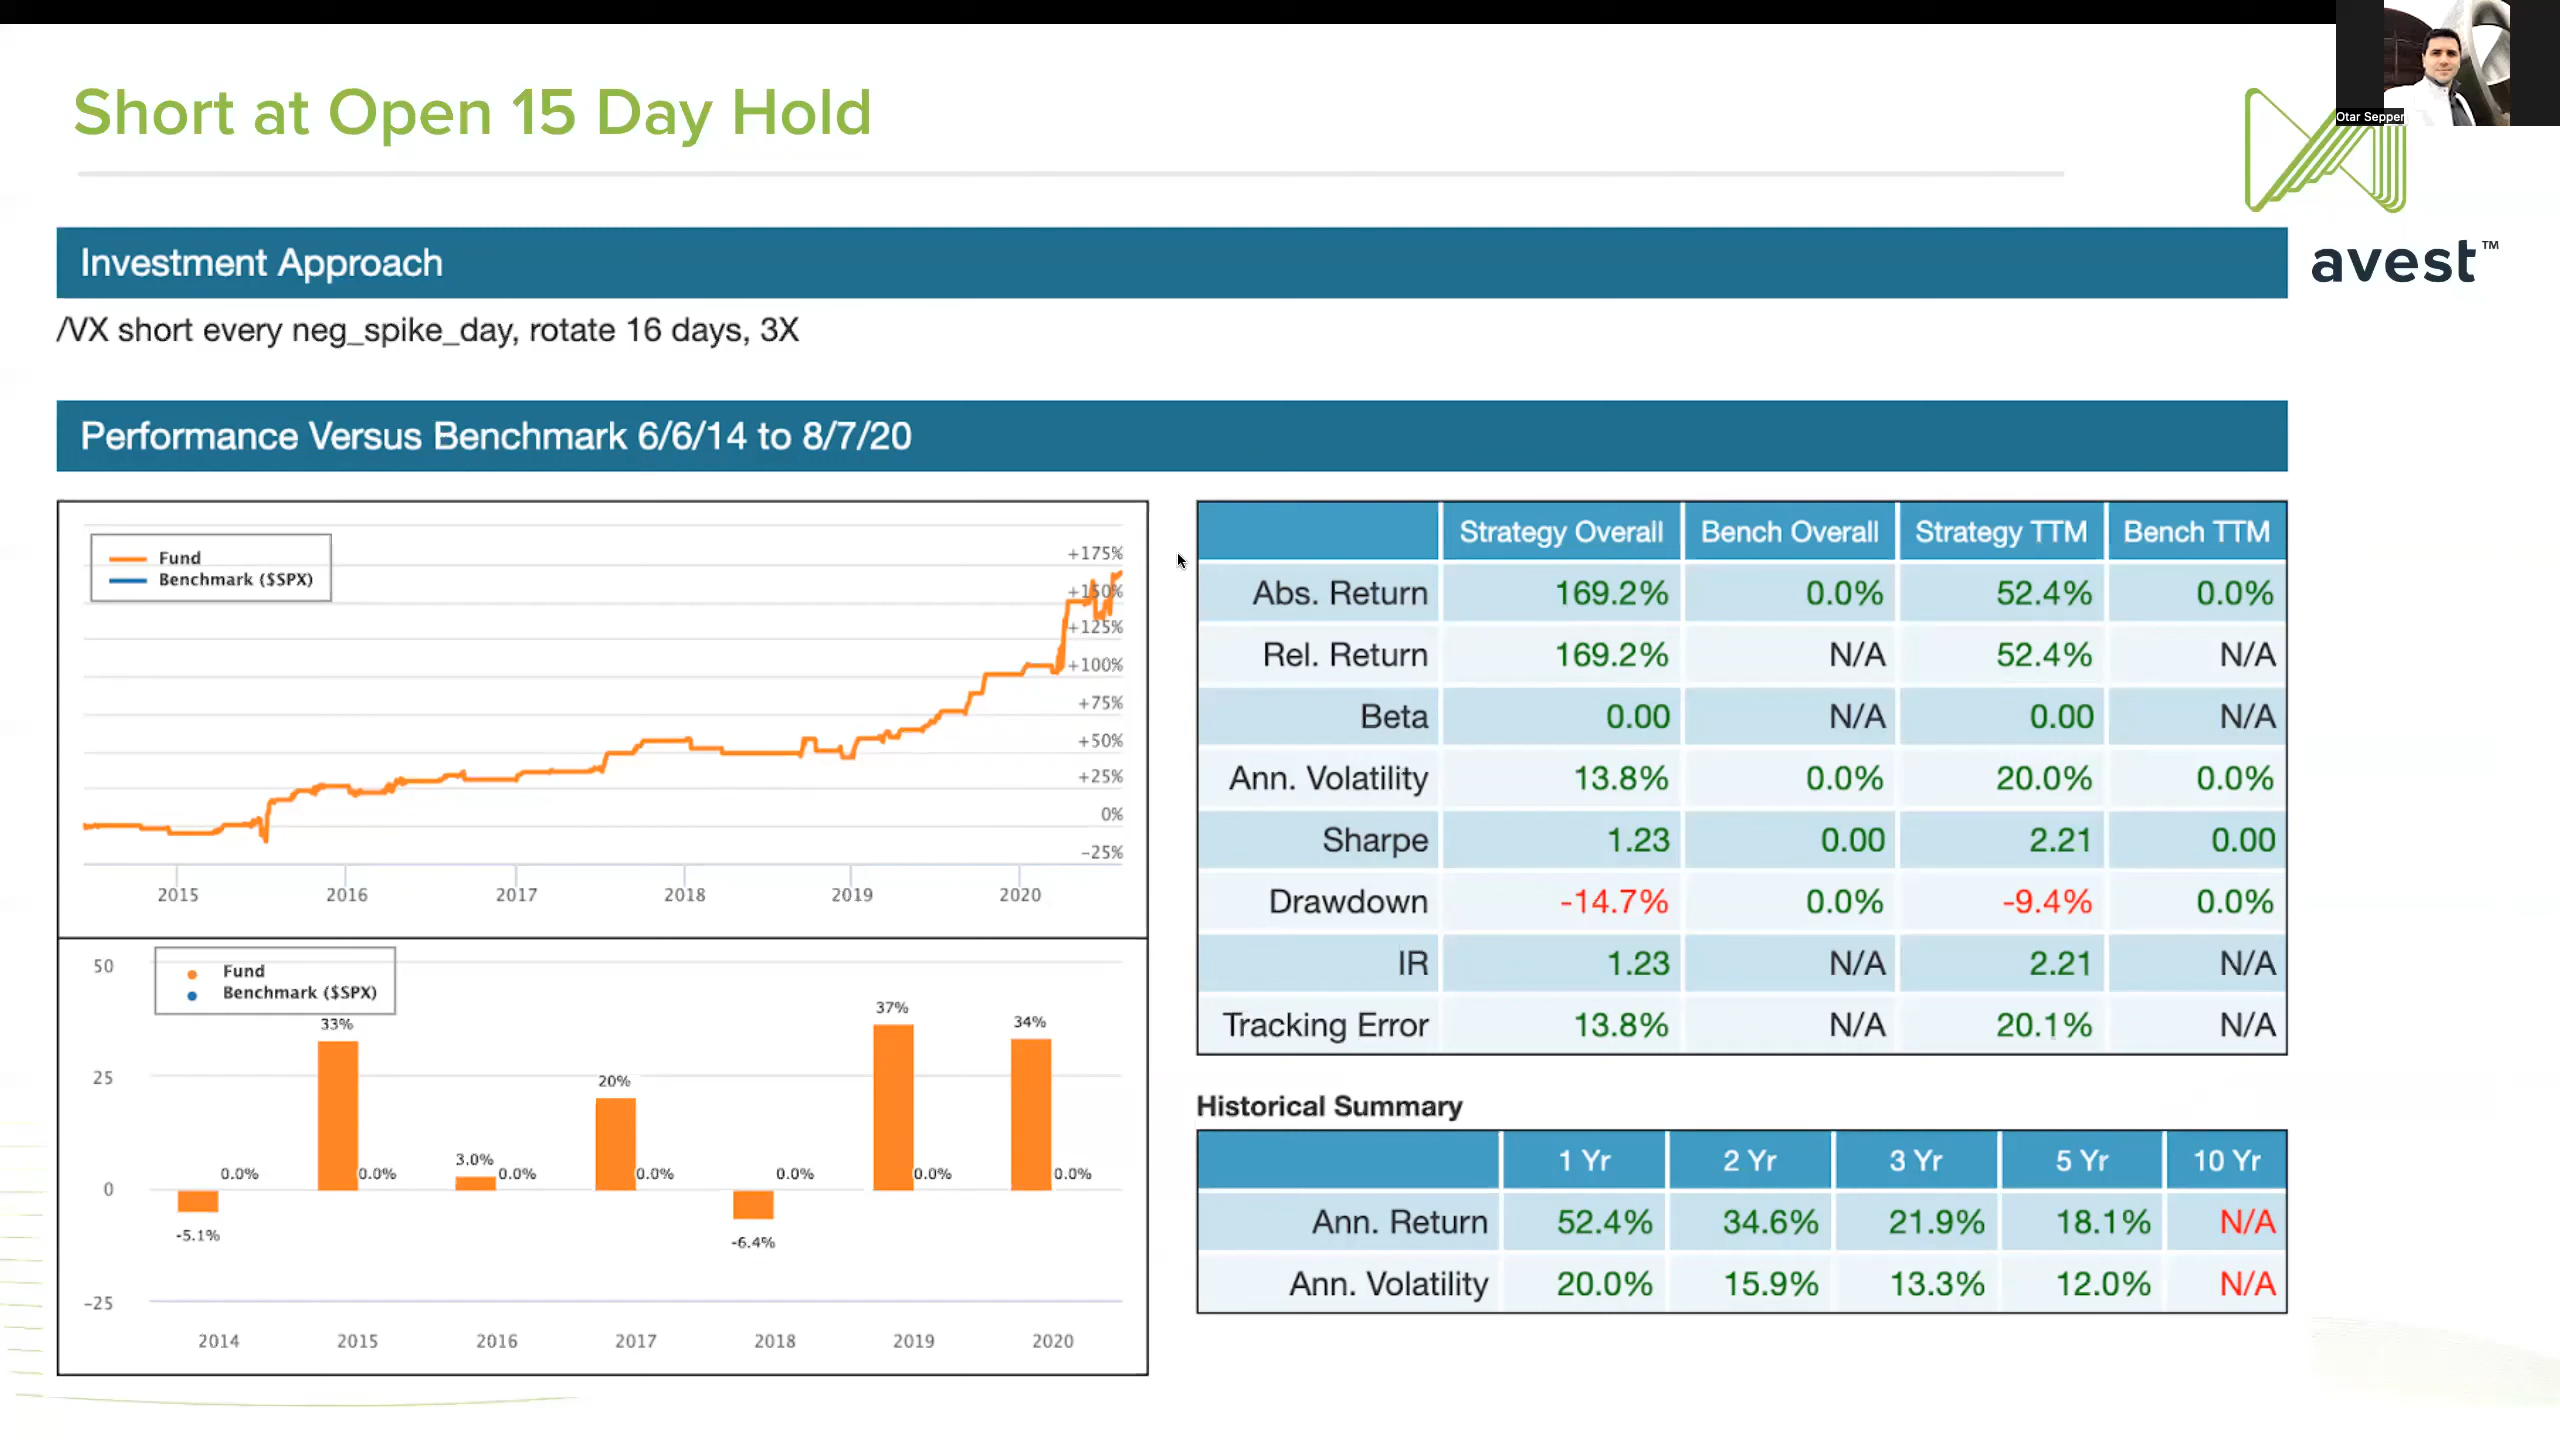 Short at Open 15 Day Hold
Otar Sepper
avest™
Investment Approach
/VX short every neg_spike_day, rotate 16 days, 3X
Performance Versus Benchmark 6/6/14 to 8/7/20
Fund
Benchmark ($SPX)
+175%
+150%
+125%
+100%
+75%
+50%
+25%
0%
-25%
2015 2016 2017 2018 2019 2020
Fund
Benchmark ($SPX)
50
25
0
-25
-5.1% 0.0%
33% 0.0%
3.0% 0.0%
20% 0.0%
-6.4% 0.0%
37% 0.0%
34% 0.0%
2014 2015 2016 2017 2018 2019 2020
Strategy Overall Bench Overall Strategy TTM Bench TTM
Abs. Return 169.2% 0.0% 52.4% 0.0%
Rel. Return 169.2% N/A 52.4% N/A
Beta 0.00 N/A 0.00 N/A
Ann. Volatility 13.8% 0.0% 20.0% 0.0%
Sharpe 1.23 0.00 2.21 0.00
Drawdown -14.7% 0.0% -9.4% 0.0%
IR 1.23 N/A 2.21 N/A
Tracking Error 13.8% N/A 20.1% N/A
Historical Summary
1 Yr 2 Yr 3 Yr 5 Yr 10 Yr
Ann. Return 52.4% 34.6% 21.9% 18.1% N/A
Ann. Volatility 20.0% 15.9% 13.3% 12.0% N/A